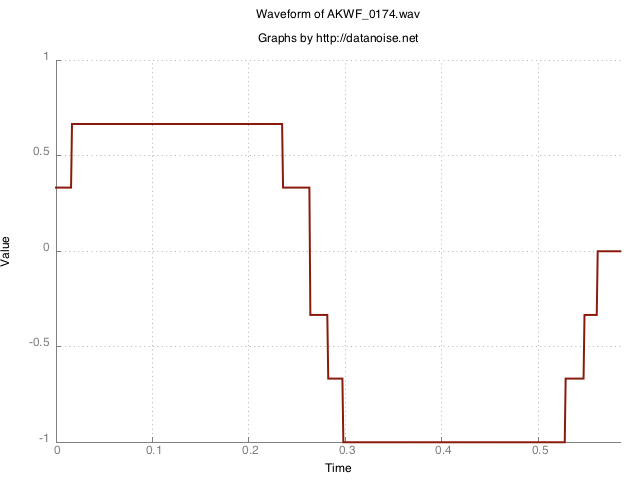 Waveform of AKWF_0174.wav
Graphs by http://datanoise.net
1
0.5
0
-0.5
-1
Value
0 0.1 0.2 0.3 0.4 0.5
Time